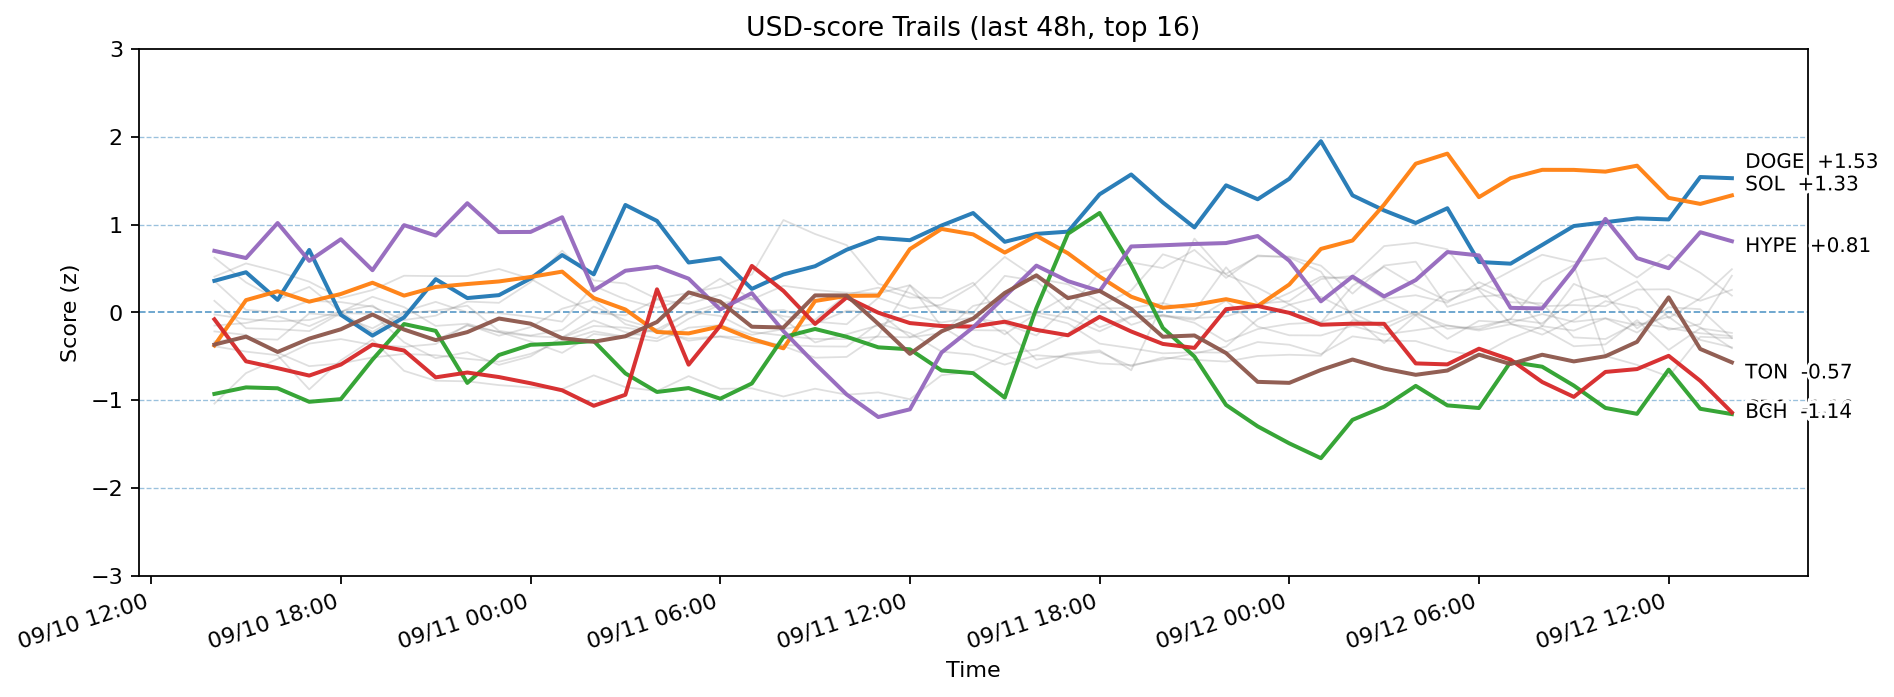 USD-score Trails (last 48h, top 16)
Score (z)
3
2
1
0
−1
−2
−3
DOGE +1.53
SOL +1.33
HYPE +0.81
TON -0.57
BCH -1.14
09/10 12:00
09/10 18:00
09/11 00:00
09/11 06:00
09/11 12:00
09/11 18:00
09/12 00:00
09/12 06:00
09/12 12:00
Time